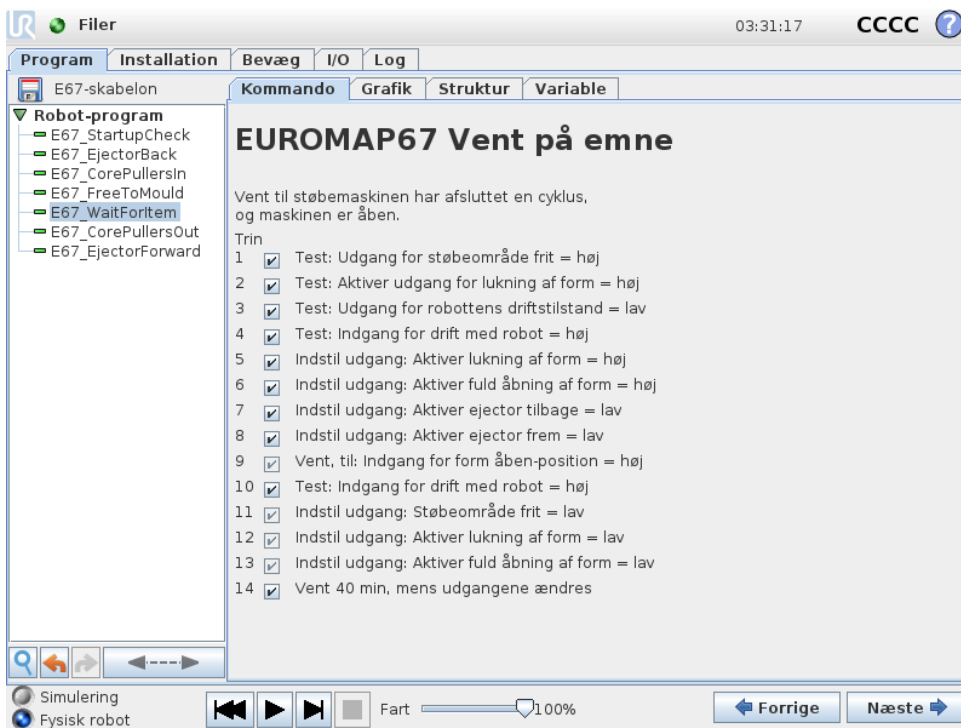 UR Filer 03:31:17 CCCC ?
Program Installation Bevæg I/O Log
E67-skabelon Kommando Grafik Struktur Variable
Robot-program
E67_StartupCheck
E67_EjectorBack
E67_CorePullersIn
E67_FreeToMould
E67_WaitForItem
E67_CorePullersOut
E67_EjectorForward
EUROMAP67 Vent på emne
Vent til støbemaskinen har afsluttet en cyklus,
og maskinen er åben.
Trin
1 Test: Udgang for støbeområde frit = høj
2 Test: Aktiver udgang for lukning af form = høj
3 Test: Udgang for robottens driftstilstand = lav
4 Test: Indgang for drift med robot = høj
5 Indstil udgang: Aktiver lukning af form = høj
6 Indstil udgang: Aktiver fuld åbning af form = høj
7 Indstil udgang: Aktiver ejector tilbage = lav
8 Indstil udgang: Aktiver ejector frem = lav
9 Vent, til: Indgang for form åben-position = høj
10 Test: Indgang for drift med robot = høj
11 Indstil udgang: Støbeområde frit = lav
12 Indstil udgang: Aktiver lukning af form = lav
13 Indstil udgang: Aktiver fuld åbning af form = lav
14 Vent 40 min, mens udgangene ændres
Simulering
Fysisk robot
Fart 100%
Forrige Næste